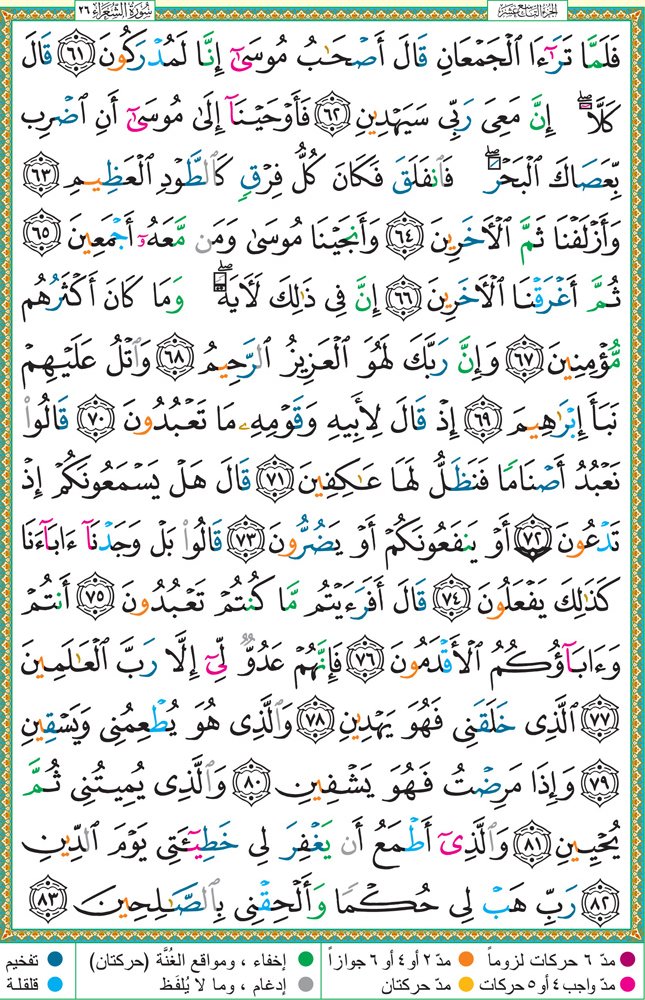 الجزء التاسع عشر
سُورَةُ الشُّعَرَاءِ ٢٦
فَلَمَّا تَرَٰٓءَا ٱلۡجَمۡعَانِ قَالَ أَصۡحَٰبُ مُوسَىٰٓ إِنَّا لَمُدۡرَكُونَ ٦١ قَالَ
كَلَّآۖ إِنَّ مَعِيَ رَبِّي سَيَهۡدِينِ ٦٢ فَأَوۡحَيۡنَآ إِلَىٰ مُوسَىٰٓ أَنِ ٱضۡرِب
بِّعَصَاكَ ٱلۡبَحۡرَۖ فَٱنفَلَقَ فَكَانَ كُلُّ فِرۡقٖ كَٱلطَّوۡدِ ٱلۡعَظِيمِ ٦٣
وَأَزۡلَفۡنَا ثَمَّ ٱلۡأٓخَرِينَ ٦٤ وَأَنجَيۡنَا مُوسَىٰ وَمَن مَّعَهُۥٓ أَجۡمَعِينَ ٦٥
ثُمَّ أَغۡرَقۡنَا ٱلۡأٓخَرِينَ ٦٦ إِنَّ فِي ذَٰلِكَ لَأٓيَةٗۖ وَمَا كَانَ أَكۡثَرُهُم
مُّؤۡمِنِينَ ٦٧ وَإِنَّ رَبَّكَ لَهُوَ ٱلۡعَزِيزُ ٱلرَّحِيمُ ٦٨ وَٱتۡلُ عَلَيۡهِمۡ
نَبَأَ إِبۡرَٰهِيمَ ٦٩ إِذۡ قَالَ لِأَبِيهِ وَقَوۡمِهِۦ مَا تَعۡبُدُونَ ٧٠ قَالُواْ
نَعۡبُدُ أَصۡنَامٗا فَنَظَلُّ لَهَا عَٰكِفِينَ ٧١ قَالَ هَلۡ يَسۡمَعُونَكُمۡ إِذۡ
تَدۡعُونَ ٧٢ أَوۡ يَنفَعُونَكُمۡ أَوۡ يَضُرُّونَ ٧٣ قَالُواْ بَلۡ وَجَدۡنَآ ءَابَآءَنَا
كَذَٰلِكَ يَفۡعَلُونَ ٧٤ قَالَ أَفَرَءَيۡتُم مَّا كُنتُمۡ تَعۡبُدُونَ ٧٥ أَنتُمۡ
وَءَابَآؤُكُمُ ٱلۡأَقۡدَمُونَ ٧٦ فَإِنَّهُمۡ عَدُوّٞ لِّيٓ إِلَّا رَبَّ ٱلۡعَٰلَمِينَ
٧٧ ٱلَّذِي خَلَقَنِي فَهُوَ يَهۡدِينِ ٧٨ وَٱلَّذِي هُوَ يُطۡعِمُنِي وَيَسۡقِينِ
٧٩ وَإِذَا مَرِضۡتُ فَهُوَ يَشۡفِينِ ٨٠ وَٱلَّذِي يُمِيتُنِي ثُمَّ
يُحۡيِينِ ٨١ وَٱلَّذِيٓ أَطۡمَعُ أَن يَغۡفِرَ لِي خَطِيٓـَٔتِي يَوۡمَ ٱلدِّينِ
٨٢ رَبِّ هَبۡ لِي حُكۡمٗا وَأَلۡحِقۡنِي بِٱلصَّٰلِحِينَ ٨٣
مدّ ٦ حركات لزوماً مدّ ٢ أو ٤ أو ٦ جوازاً إخفاء ، ومواقع الغُنَّة (حركتان) تفخيم
مدّ واجب ٤ أو ٥ حركات مدّ حركتان إدغام ، وما لا يُلفَظ قلقلة